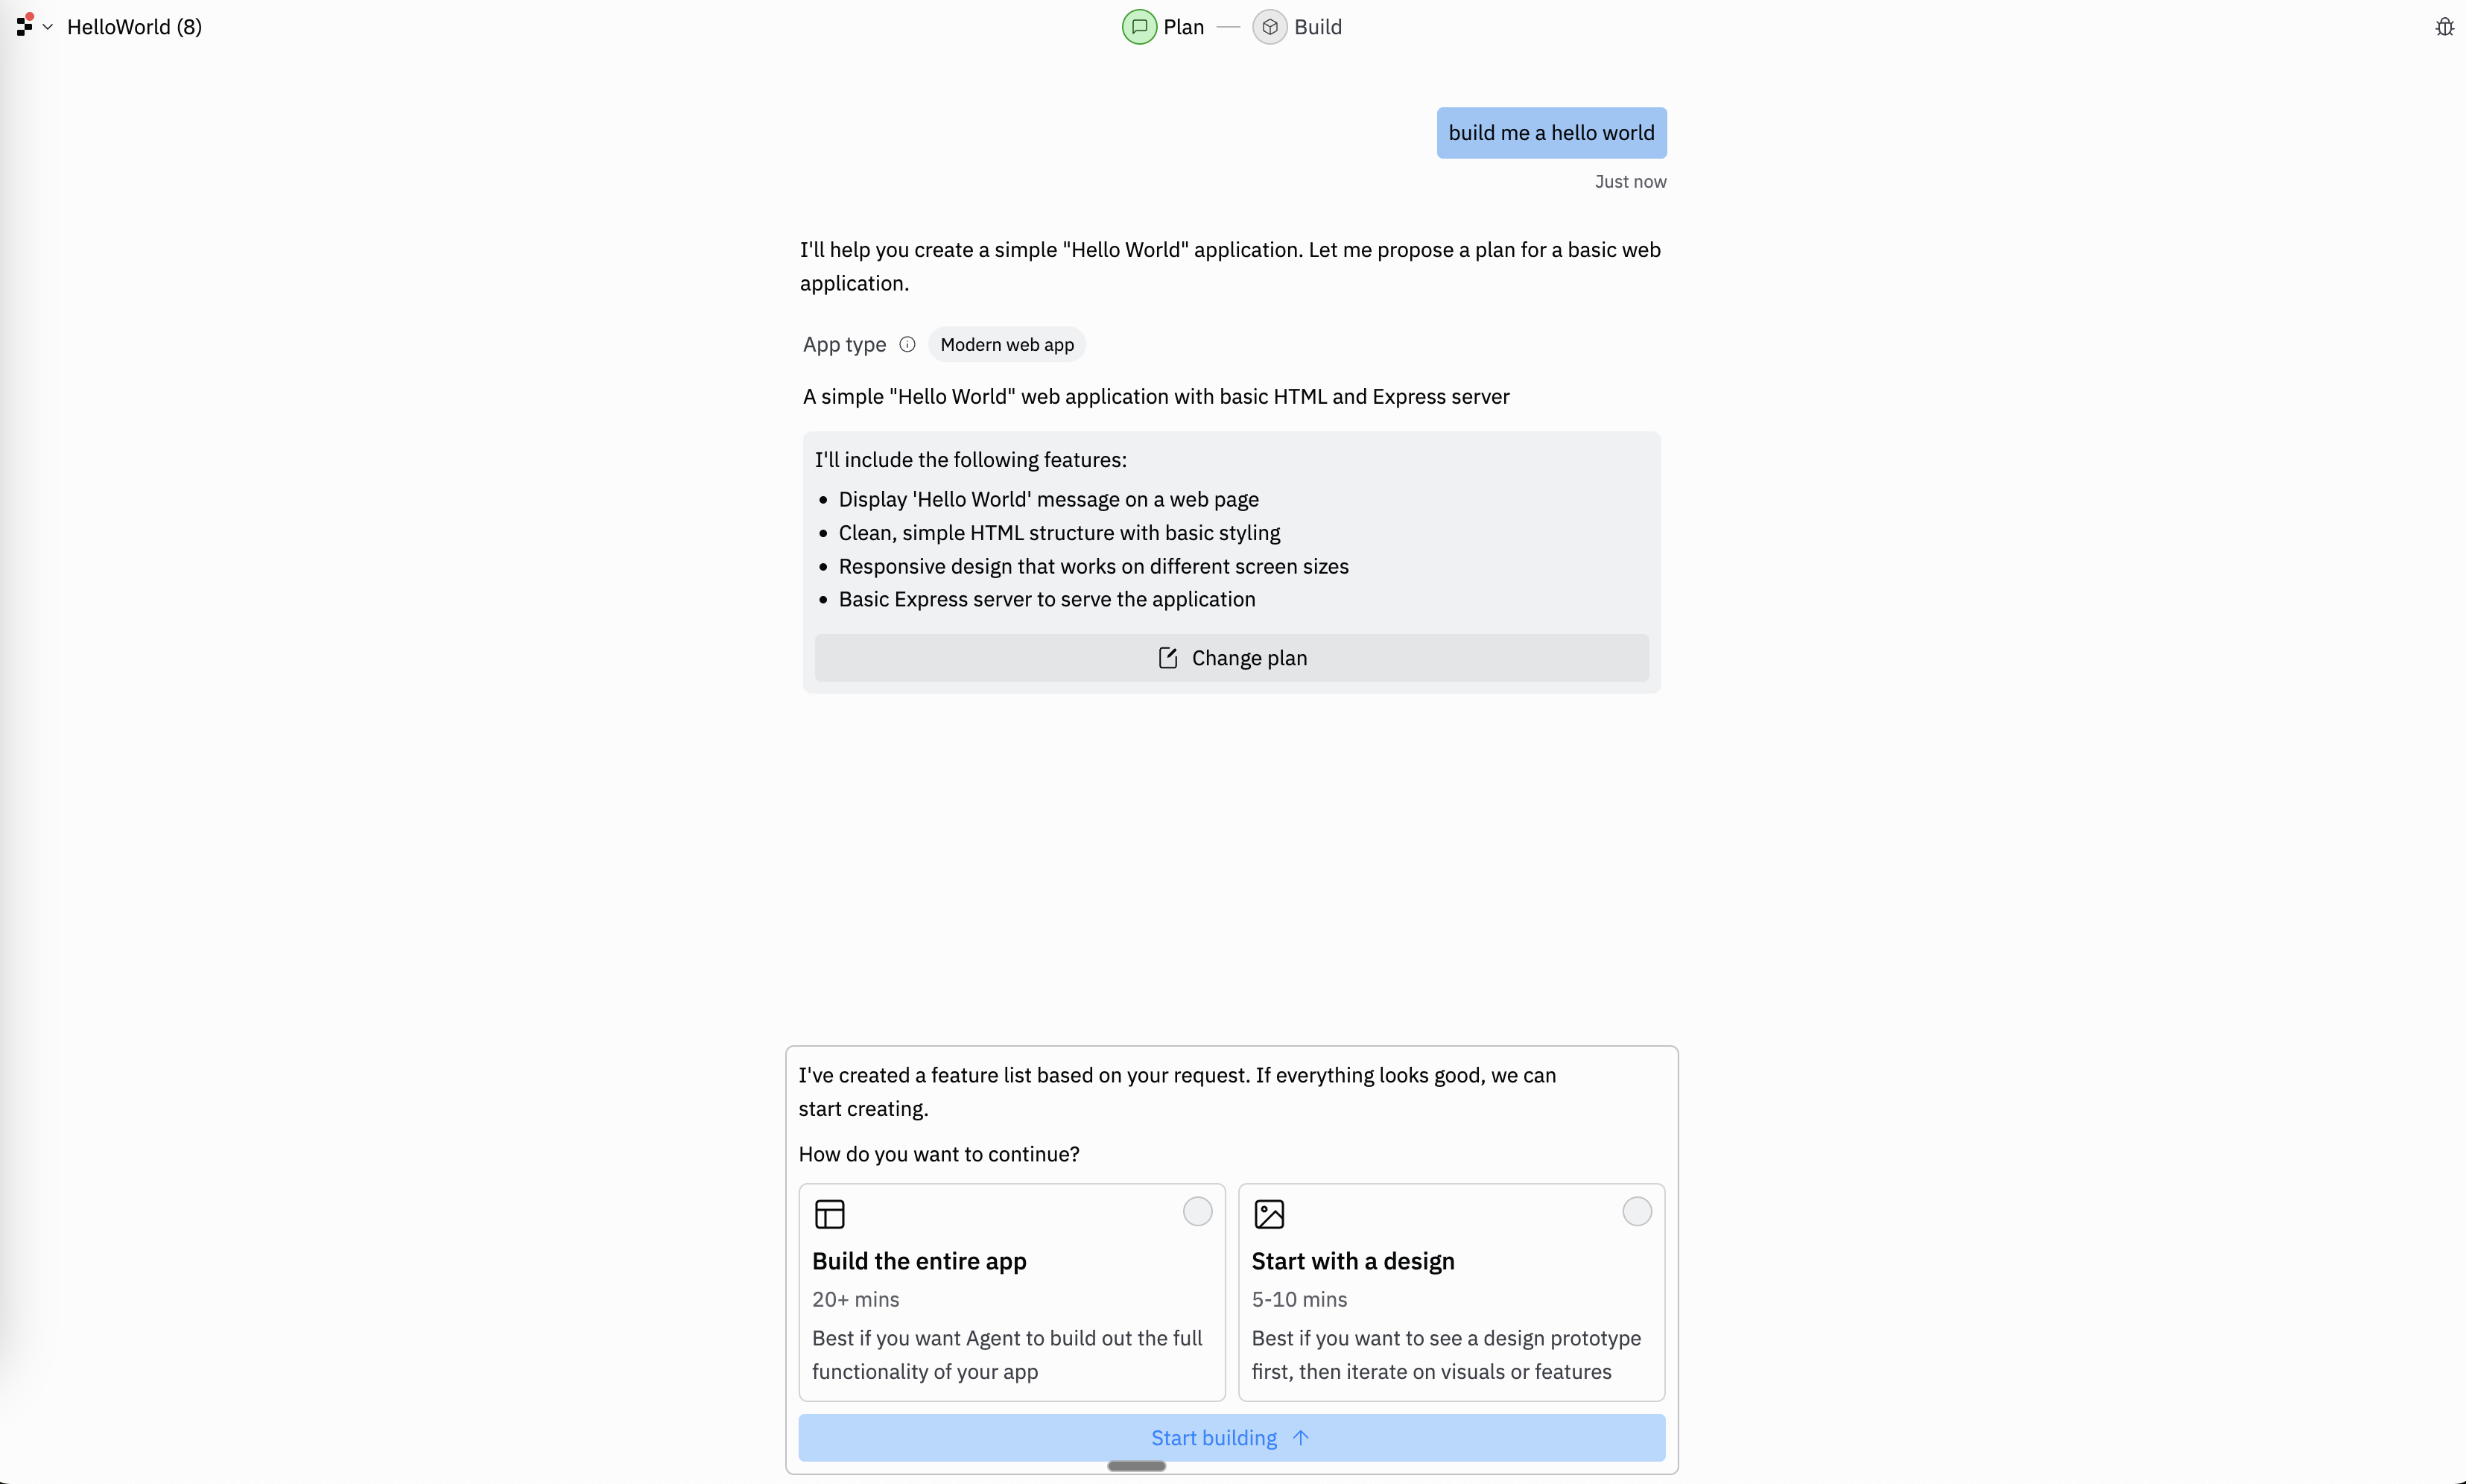 HelloWorld (8)
Plan
Build
build me a hello world
Just now
I'll help you create a simple "Hello World" application. Let me propose a plan for a basic web
application.
App type
Modern web app
A simple "Hello World" web application with basic HTML and Express server
I'll include the following features:
Display 'Hello World' message on a web page
Clean, simple HTML structure with basic styling
Responsive design that works on different screen sizes
Basic Express server to serve the application
Change plan
I've created a feature list based on your request. If everything looks good, we can
start creating.
How do you want to continue?
Build the entire app
20+ mins
Best if you want Agent to build out the full
functionality of your app
Start with a design
5-10 mins
Best if you want to see a design prototype
first, then iterate on visuals or features
Start building